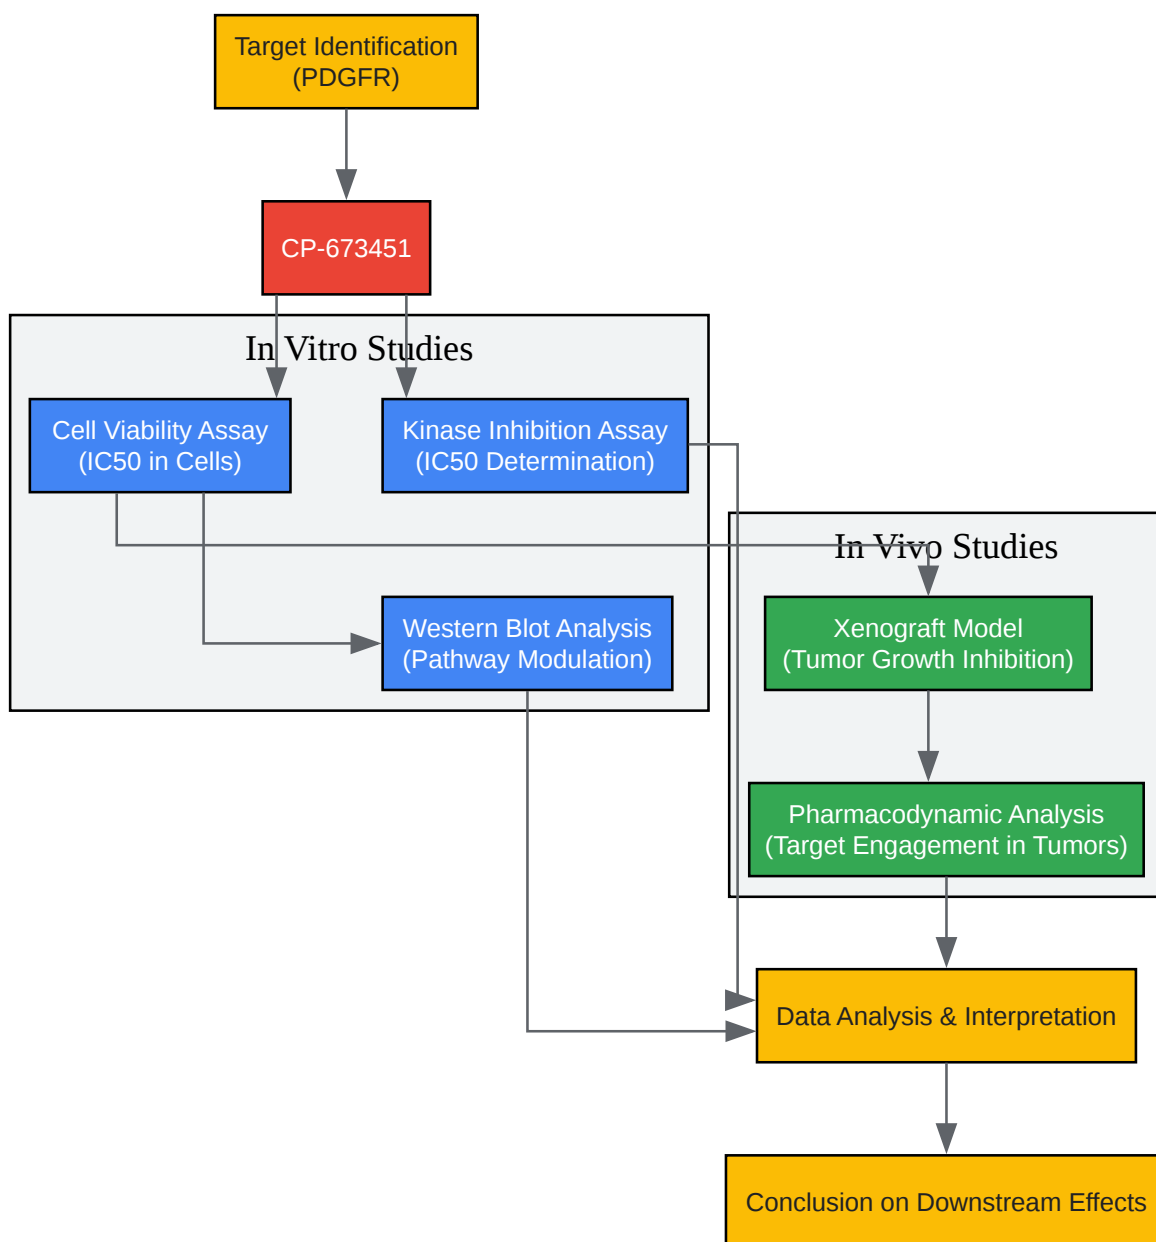 Target Identification
(PDGFR)
CP-673451
In Vitro Studies
Cell Viability Assay
(IC50 in Cells)
Kinase Inhibition Assay
(IC50 Determination)
In Vivo Studies
Western Blot Analysis
(Pathway Modulation)
Xenograft Model
(Tumor Growth Inhibition)
Pharmacodynamic Analysis
(Target Engagement in Tumors)
Data Analysis & Interpretation
Conclusion on Downstream Effects